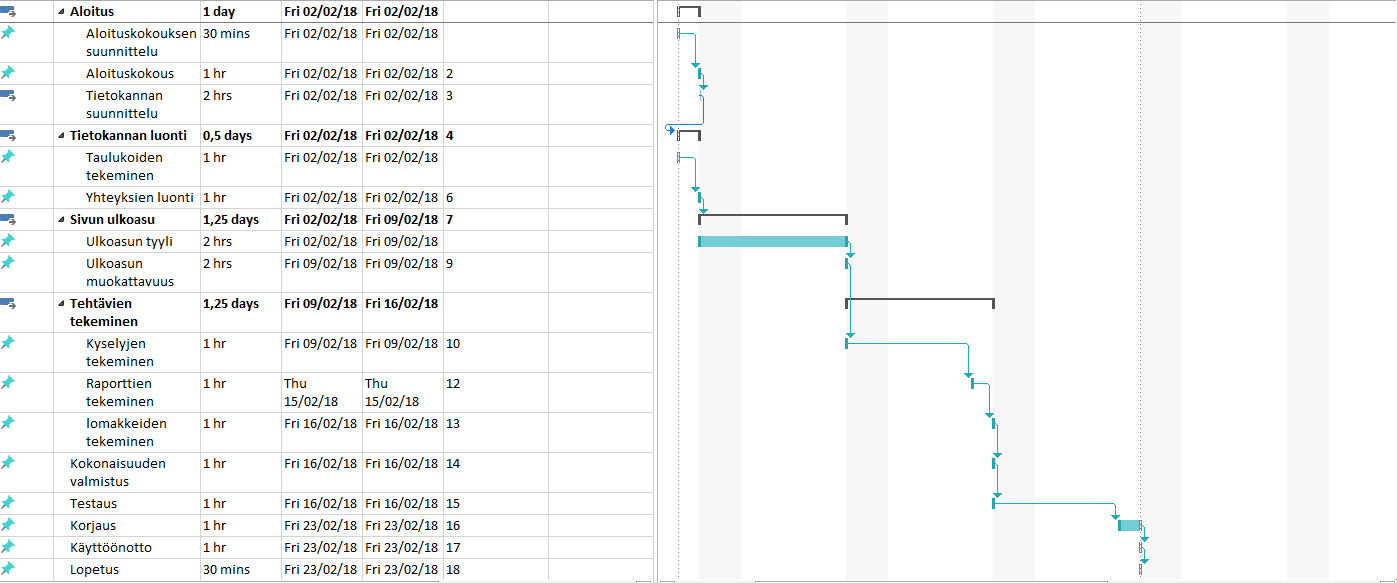 Aloitus 1 day Fri 02/02/18 Fri 02/02/18
Aloituskokouksen 30 mins Fri 02/02/18 Fri 02/02/18
suunnittelu
Aloituskokous 1 hr Fri 02/02/18 Fri 02/02/18 2
Tietokannan 2 hrs Fri 02/02/18 Fri 02/02/18 3
suunnittelu
Tietokannan luonti 0,5 days Fri 02/02/18 Fri 02/02/18 4
Taulukoiden 1 hr Fri 02/02/18 Fri 02/02/18
tekeminen
Yhteyksien luonti 1 hr Fri 02/02/18 Fri 02/02/18 6
Sivun ulkoasu 1,25 days Fri 02/02/18 Fri 09/02/18 7
Ulkoasun tyyli 2 hrs Fri 02/02/18 Fri 09/02/18
Ulkoasun 2 hrs Fri 09/02/18 Fri 09/02/18 9
muokattavuus
Tehtävien 1,25 days Fri 09/02/18 Fri 16/02/18
tekeminen
Kyselyjen 1 hr Fri 09/02/18 Fri 09/02/18 10
tekeminen
Raporttien 1 hr Thu Thu 12
tekeminen 15/02/18 15/02/18
lomakkeiden 1 hr Fri 16/02/18 Fri 16/02/18 13
tekeminen
Kokonaisuuden 1 hr Fri 16/02/18 Fri 16/02/18 14
valmistus
Testaus 1 hr Fri 16/02/18 Fri 16/02/18 15
Korjaus 1 hr Fri 23/02/18 Fri 23/02/18 16
Käyttöönotto 1 hr Fri 23/02/18 Fri 23/02/18 17
Lopetus 30 mins Fri 23/02/18 Fri 23/02/18 18